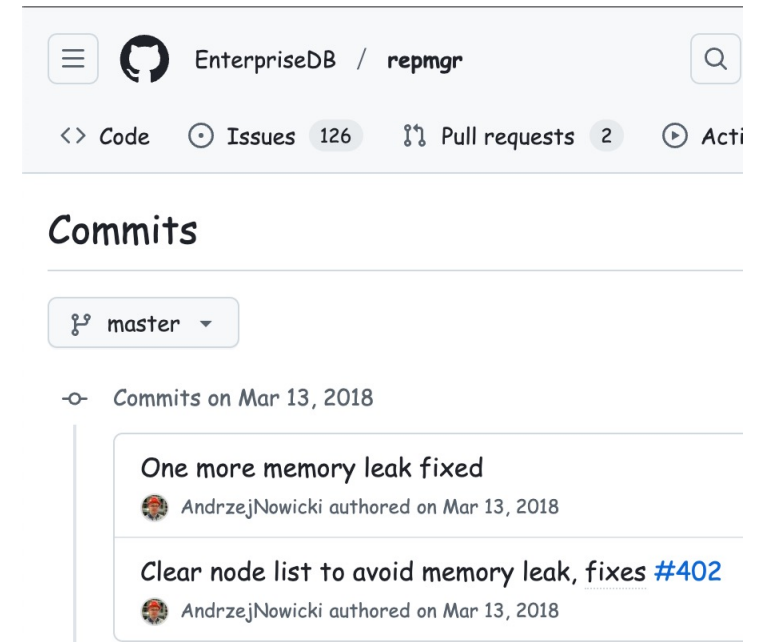 EnterpriseDB / repmgr
Code Issues 126 Pull requests 2 Acti
Commits
master
Commits on Mar 13, 2018
One more memory leak fixed
AndrzejNowicki authored on Mar 13, 2018
Clear node list to avoid memory leak, fixes #402
AndrzejNowicki authored on Mar 13, 2018